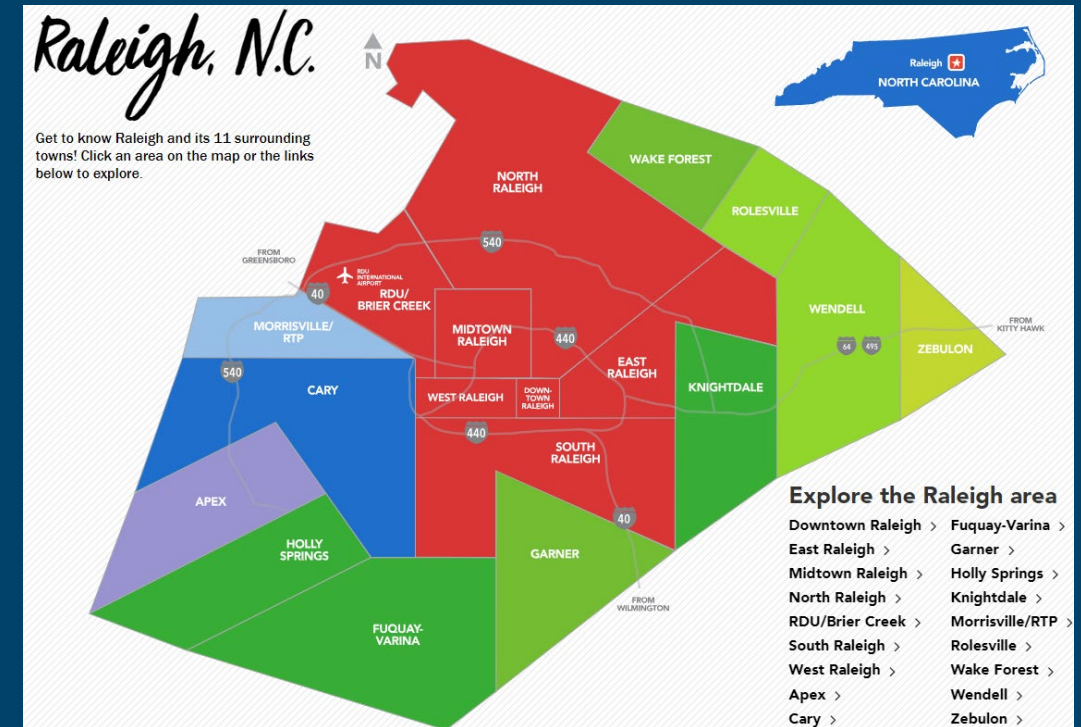 Raleigh, N.C.
N
Get to know Raleigh and its 11 surrounding
towns! Click an area on the map or the links
below to explore.
Raleigh
NORTH CAROLINA
NORTH
RALEIGH
WAKE FOREST
ROLESVILLE
540
FROM
GREENSBORO
RDU
INTERNATIONAL
AIRPORT
40
RDU/
BRIER CREEK
MORRISVILLE/
RTP
MIDTOWN
RALEIGH
440
WENDELL
FROM
KITTY HAWK
64
495
ZEBULON
540
CARY
EAST
RALEIGH
KNIGHTDALE
WEST RALEIGH
DOWN-
TOWN
RALEIGH
440
SOUTH
RALEIGH
APEX
40
HOLLY
SPRINGS
GARNER
FROM
WILMINGTON
FUQUAY-
VARINA
Explore the Raleigh area
Downtown Raleigh >
East Raleigh >
Midtown Raleigh >
North Raleigh >
RDU/Brier Creek >
South Raleigh >
West Raleigh >
Apex >
Cary >
Fuquay-Varina >
Garner >
Holly Springs >
Knightdale >
Morrisville/RTP >
Rolesville >
Wake Forest >
Wendell >
Zebulon >